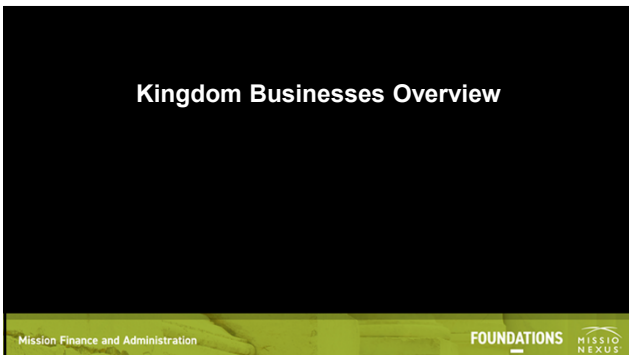 Kingdom Businesses Overview
Mission Finance and Administration
FOUNDATIONS
MISSIO
NEXUS